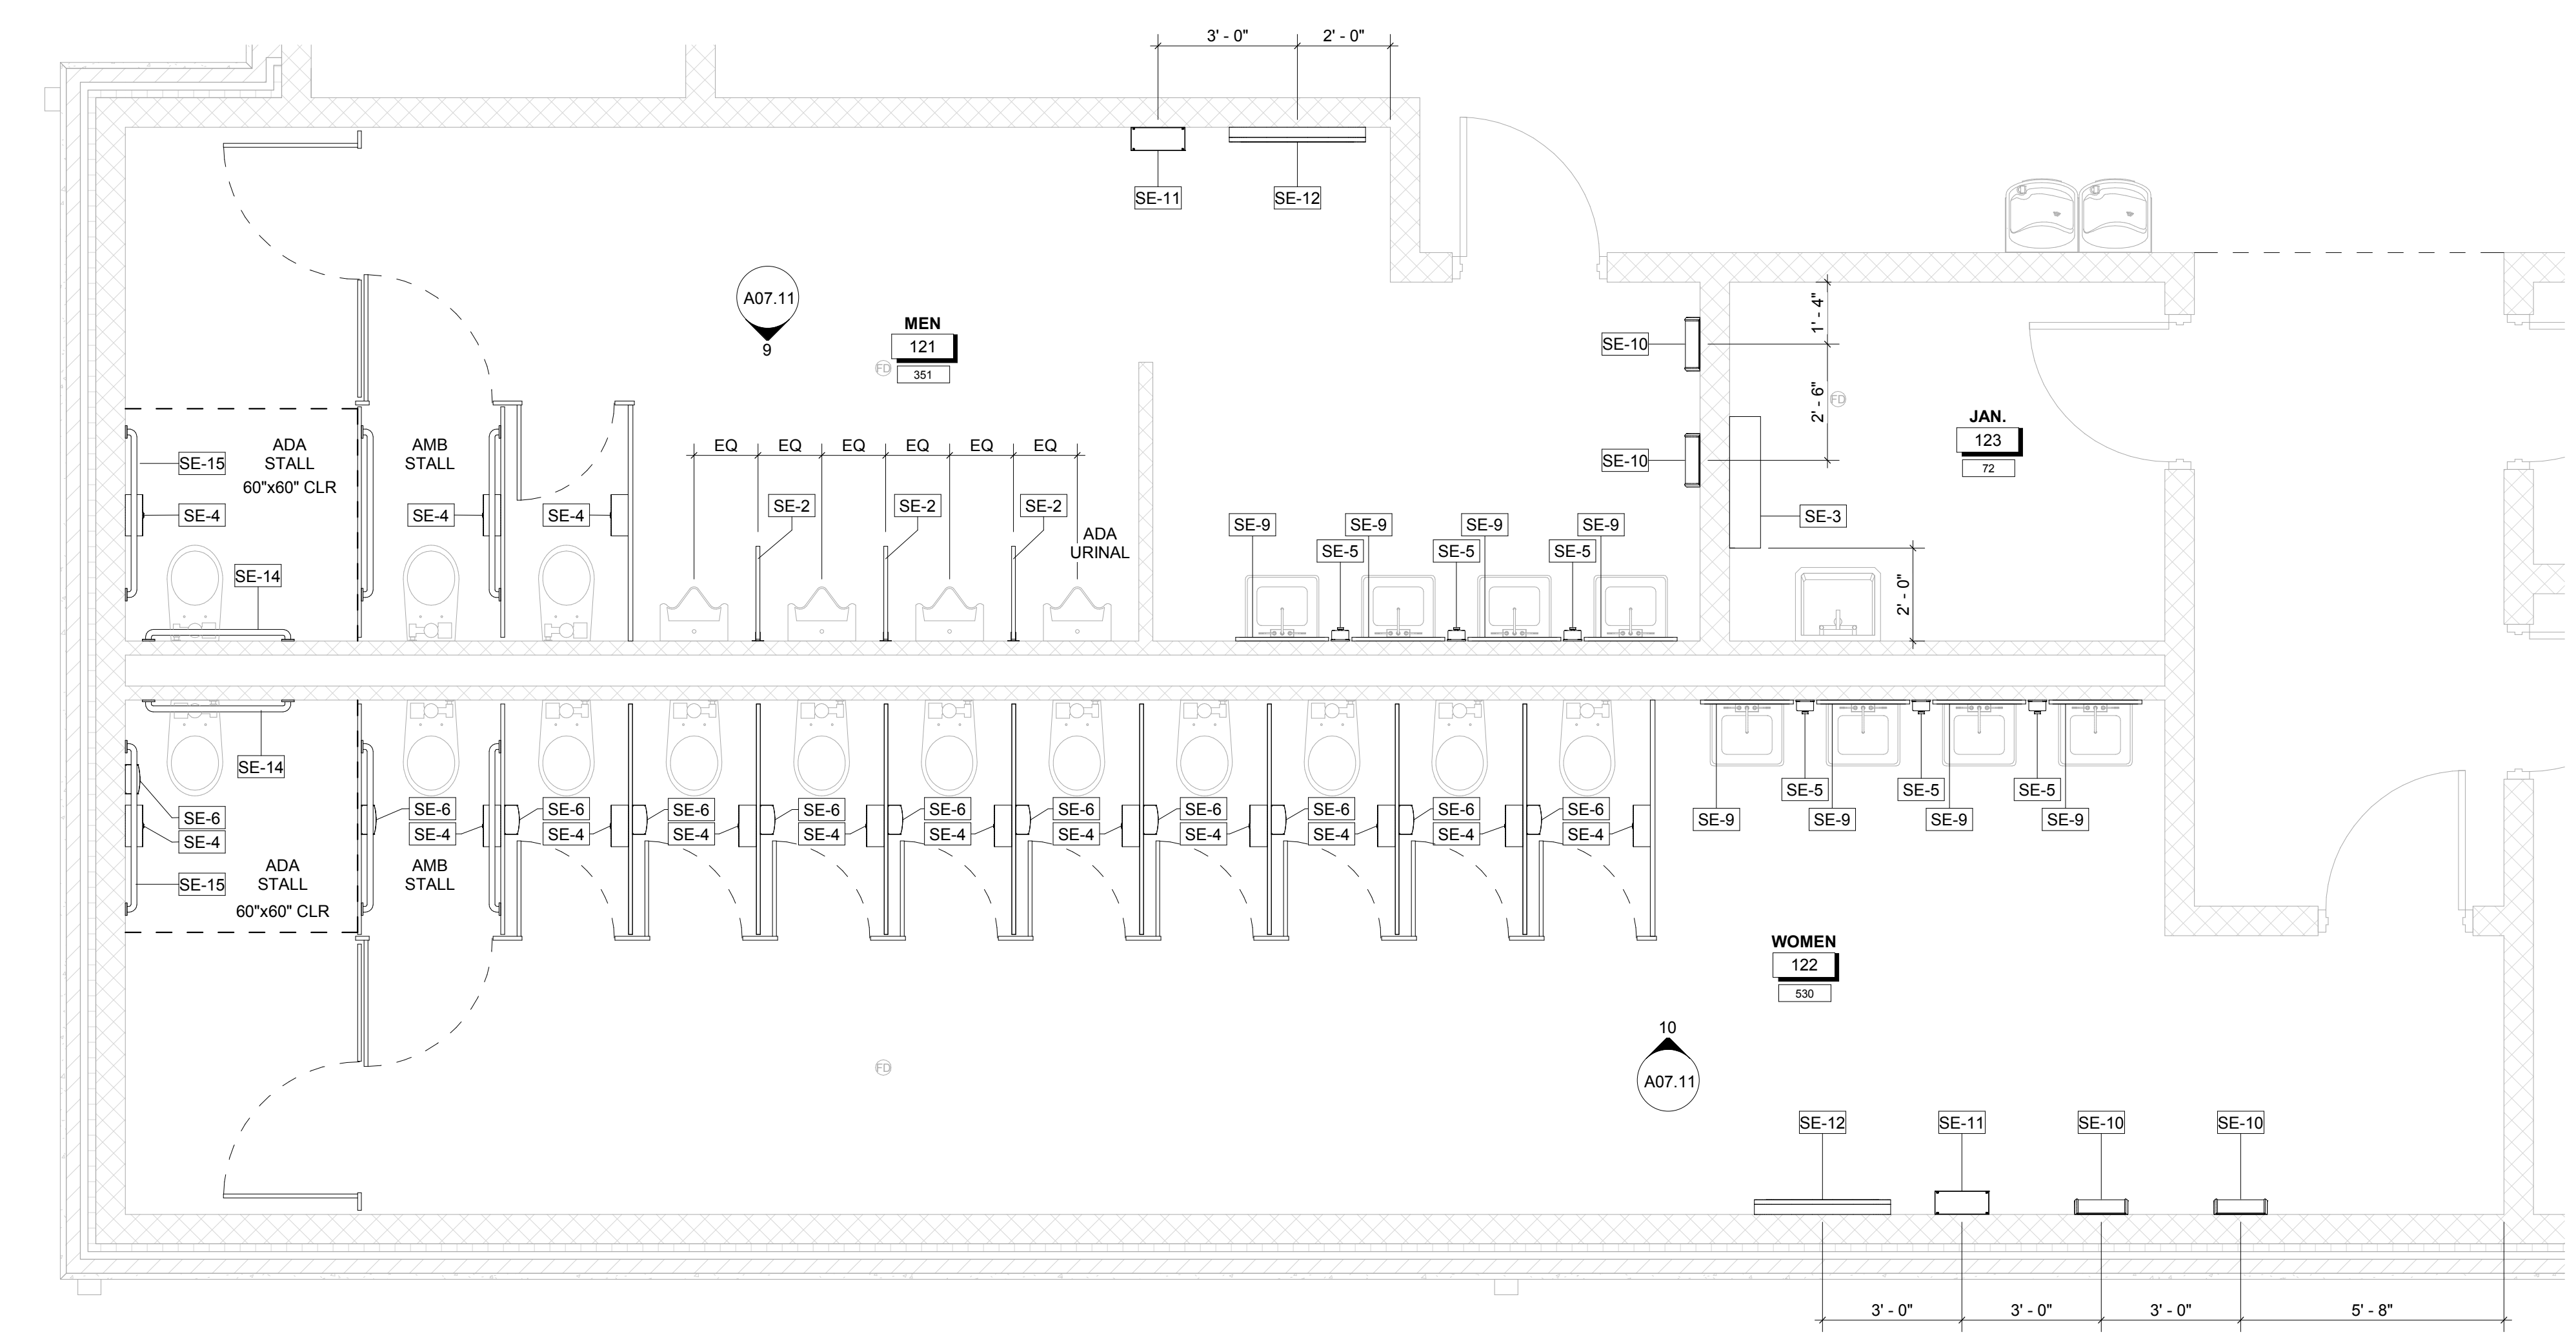 3' - 0" 2' - 0"
SE-11 SE-12
A07.11
9
MEN
121
351
FD
SE-10
1' - 4"
2' - 6"
FD
SE-10
JAN.
123
72
SE-3
2' - 0"
SE-15
ADA
STALL
60"x60" CLR
AMB
STALL
SE-4 SE-4 SE-4
SE-14
EQ EQ EQ EQ EQ EQ
SE-2 SE-2 SE-2
ADA
URINAL
SE-9 SE-9 SE-9 SE-9
SE-5 SE-5 SE-5
SE-14
SE-6
SE-4
SE-15
ADA
STALL
60"x60" CLR
AMB
STALL
SE-6 SE-6 SE-6 SE-6 SE-6 SE-6 SE-6 SE-6 SE-6 SE-6
SE-4 SE-4 SE-4 SE-4 SE-4 SE-4 SE-4 SE-4 SE-4 SE-4
SE-5 SE-5 SE-5
SE-9 SE-9 SE-9 SE-9
WOMEN
122
530
10
A07.11
FD
SE-12 SE-11 SE-10 SE-10
3' - 0" 3' - 0" 3' - 0" 5' - 8"